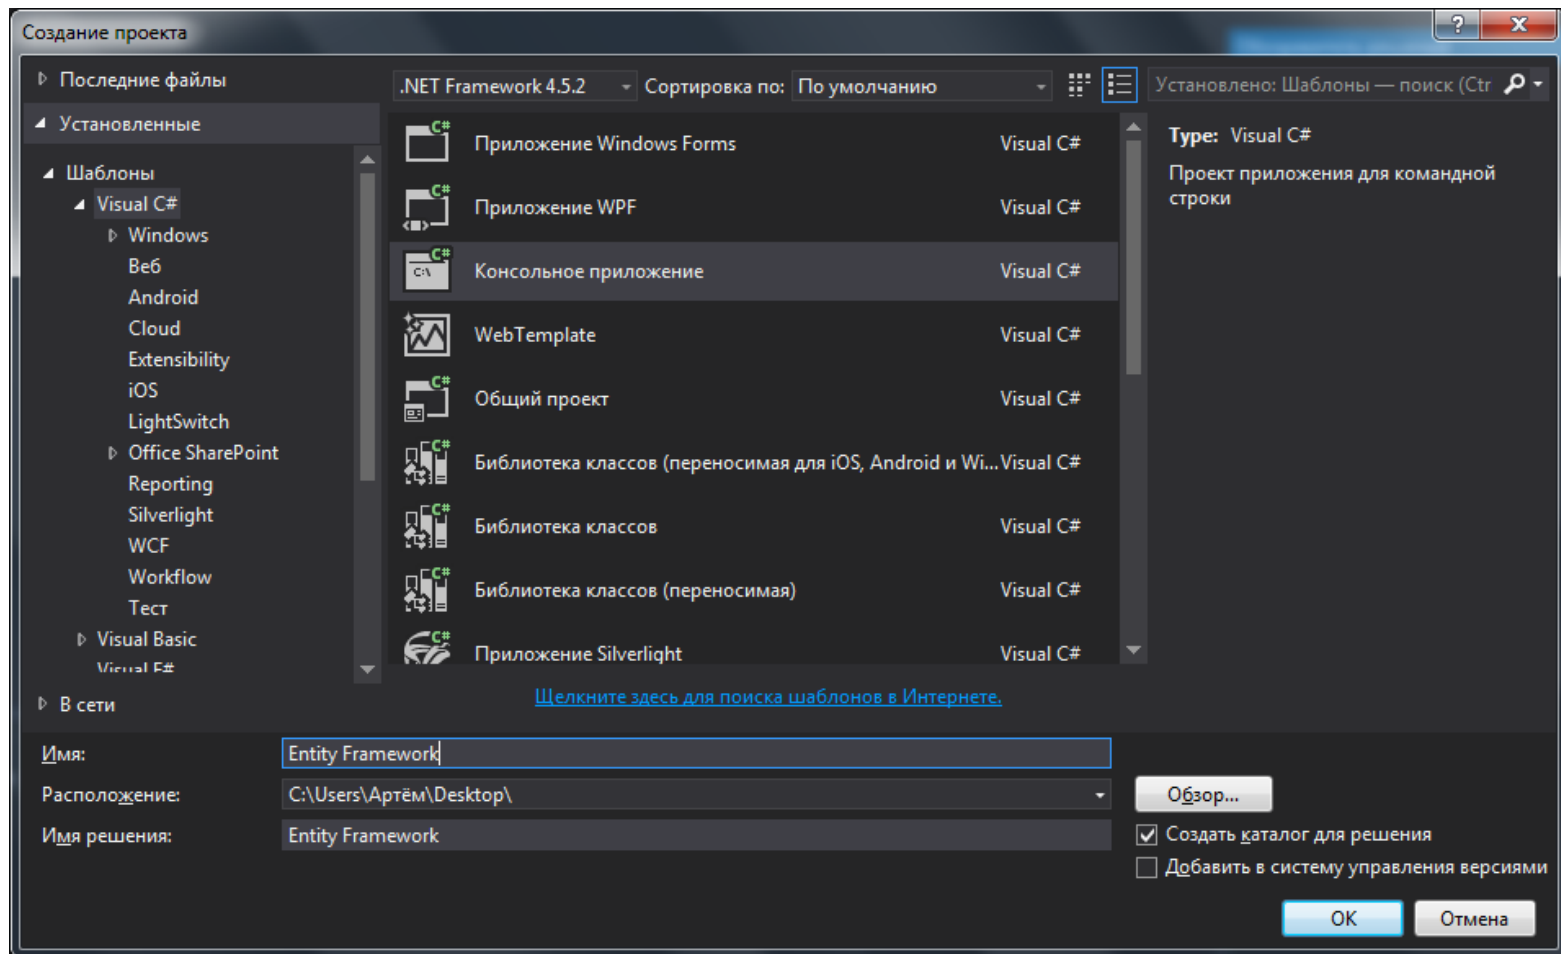 Создание проекта
Последние файлы
Установленные
Шаблоны
Visual C#
Windows
Веб
Android
Cloud
Extensibility
iOS
LightSwitch
Office SharePoint
Reporting
Silverlight
WCF
Workflow
Тест
Visual Basic
Visual F#
В сети
.NET Framework 4.5.2 Сортировка по: По умолчанию
Приложение Windows Forms Visual C#
Приложение WPF Visual C#
Консольное приложение Visual C#
WebTemplate Visual C#
Общий проект Visual C#
Библиотека классов (переносимая для iOS, Android и Wi... Visual C#
Библиотека классов Visual C#
Библиотека классов (переносимая) Visual C#
Приложение Silverlight Visual C#
Щелкните здесь для поиска шаблонов в Интернете.
Установлено: Шаблоны — поиск (Ctr
Type: Visual C#
Проект приложения для командной
строки
Имя: Entity Framework
Расположение: C:\Users\Артём\Desktop\
Обзор...
Имя решения: Entity Framework
Создать каталог для решения
Добавить в систему управления версиями
ОК Отмена